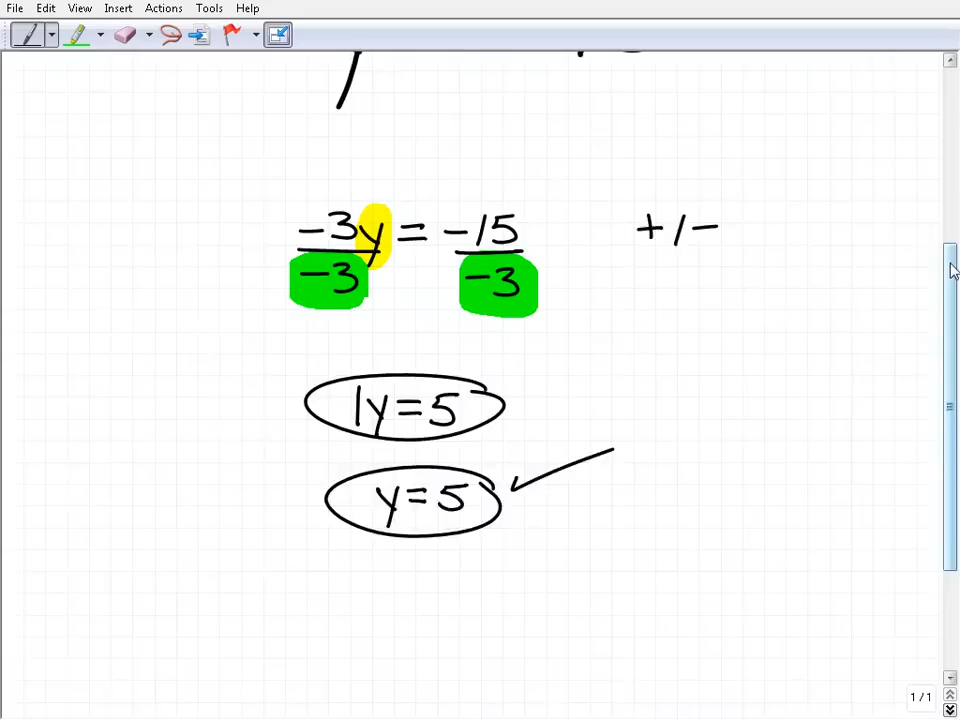 File Edit View Insert Actions Tools Help
-3y = -15 +/-
-3 -3
1y = 5
y = 5
1 / 1